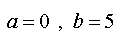 a = 0 , b = 5